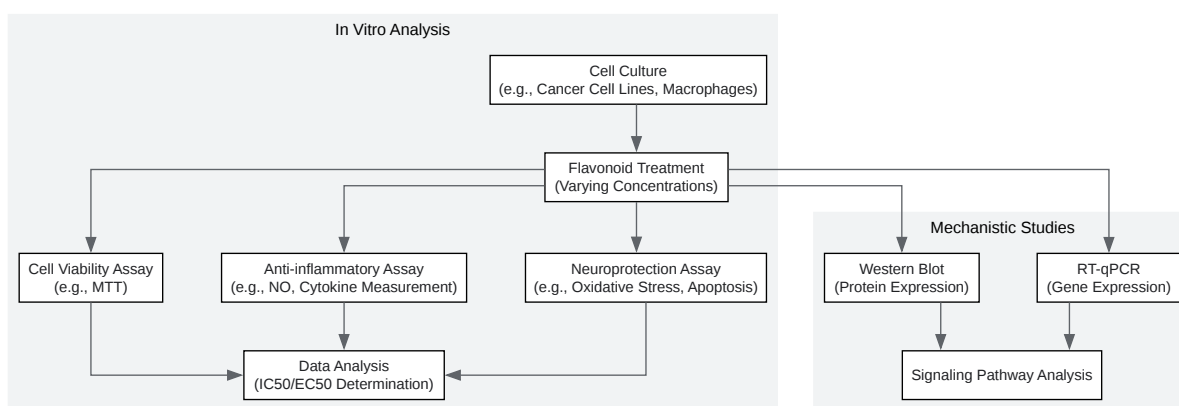 In Vitro Analysis
Cell Culture
(e.g., Cancer Cell Lines, Macrophages)
Flavonoid Treatment
(Varying Concentrations)
Mechanistic Studies
Cell Viability Assay
(e.g., MTT)
Anti-inflammatory Assay
(e.g., NO, Cytokine Measurement)
Neuroprotection Assay
(e.g., Oxidative Stress, Apoptosis)
Western Blot
(Protein Expression)
RT-qPCR
(Gene Expression)
Data Analysis
(IC50/EC50 Determination)
Signaling Pathway Analysis